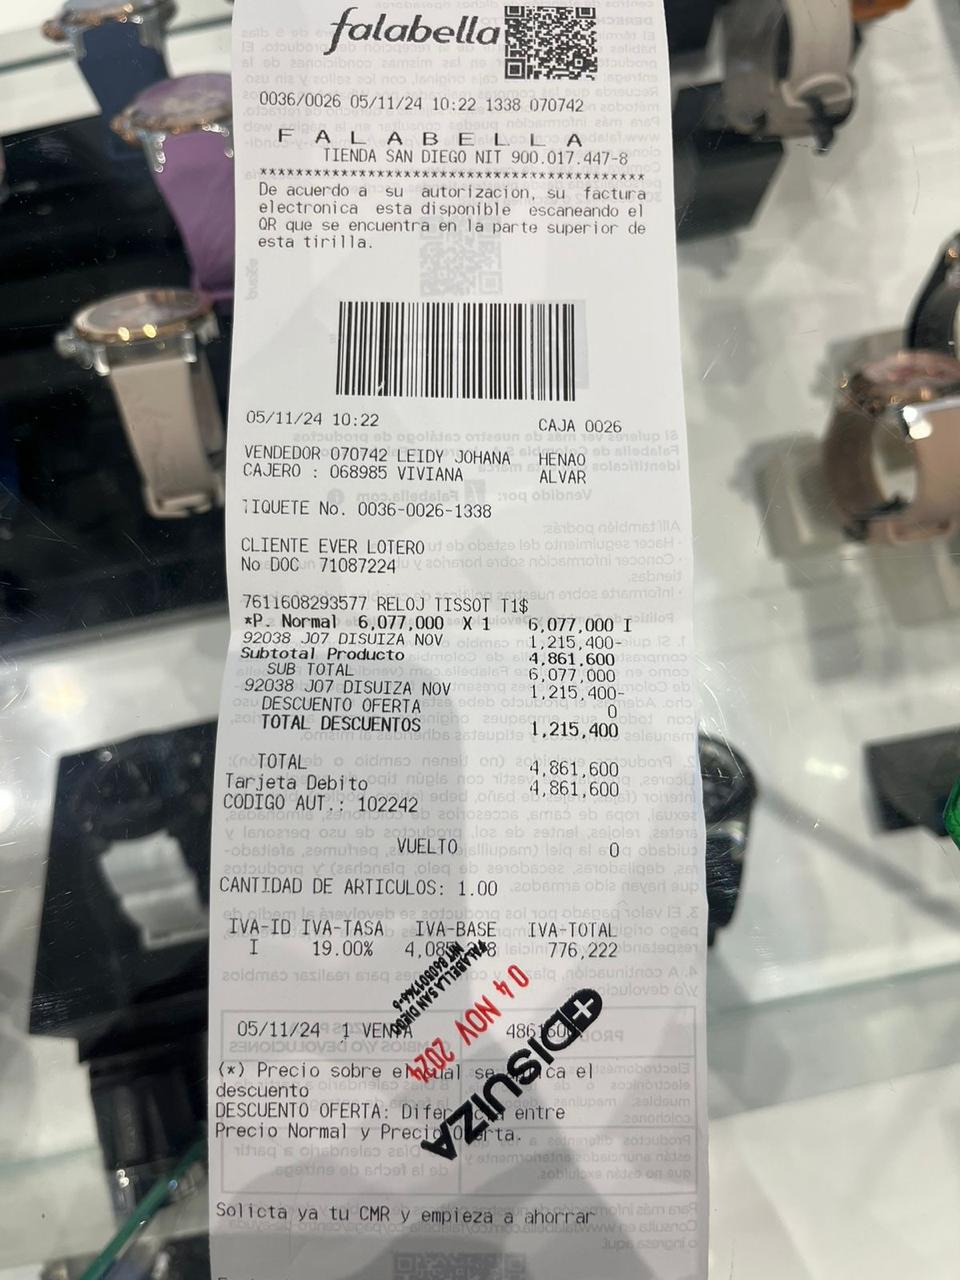 falabella
0036/0026 05/11/24 10:22 1338 070742
F A L A B E L L A
TIENDA SAN DIEGO NIT 900.017.447-8
******************************************
De acuerdo a su autorizacion, su factura
electronica esta disponible escaneando el
QR que se encuentra en la parte superior de
esta tirilla.
05/11/24 10:22 CAJA 0026
VENDEDOR 070742 LEIDY JOHANA HENAO
CAJERO : 068985 VIVIANA ALVAR
TIQUETE No. 0036-0026-1338
CLIENTE EVER LOTERO
No DOC 71087224
7611608293577 RELOJ TISSOT T1$
*P. Normal 6,077,000 X 1 6,077,000 I
92038 J07 DISUIZA NOV 1,215,400-
Subtotal Producto 4,861,600
SUB TOTAL 6,077,000
92038 J07 DISUIZA NOV 1,215,400-
DESCUENTO OFERTA 0
TOTAL DESCUENTOS 1,215,400
TOTAL 4,861,600
Tarjeta Debito 4,861,600
CODIGO AUT.: 102242
VUELTO 0
CANTIDAD DE ARTICULOS: 1.00
IVA-ID IVA-TASA IVA-BASE IVA-TOTAL
I 19.00% 776,222
FALABELLA SAN DIEGO
04 NOV 2024
DISUIZA
05/11/24 1 VENTA
(*) Precio sobre el cual se aplica el
descuento
DESCUENTO OFERTA: Diferencia entre
Precio Normal y Precio Oferta.
Solicta ya tu CMR y empieza a ahorrar